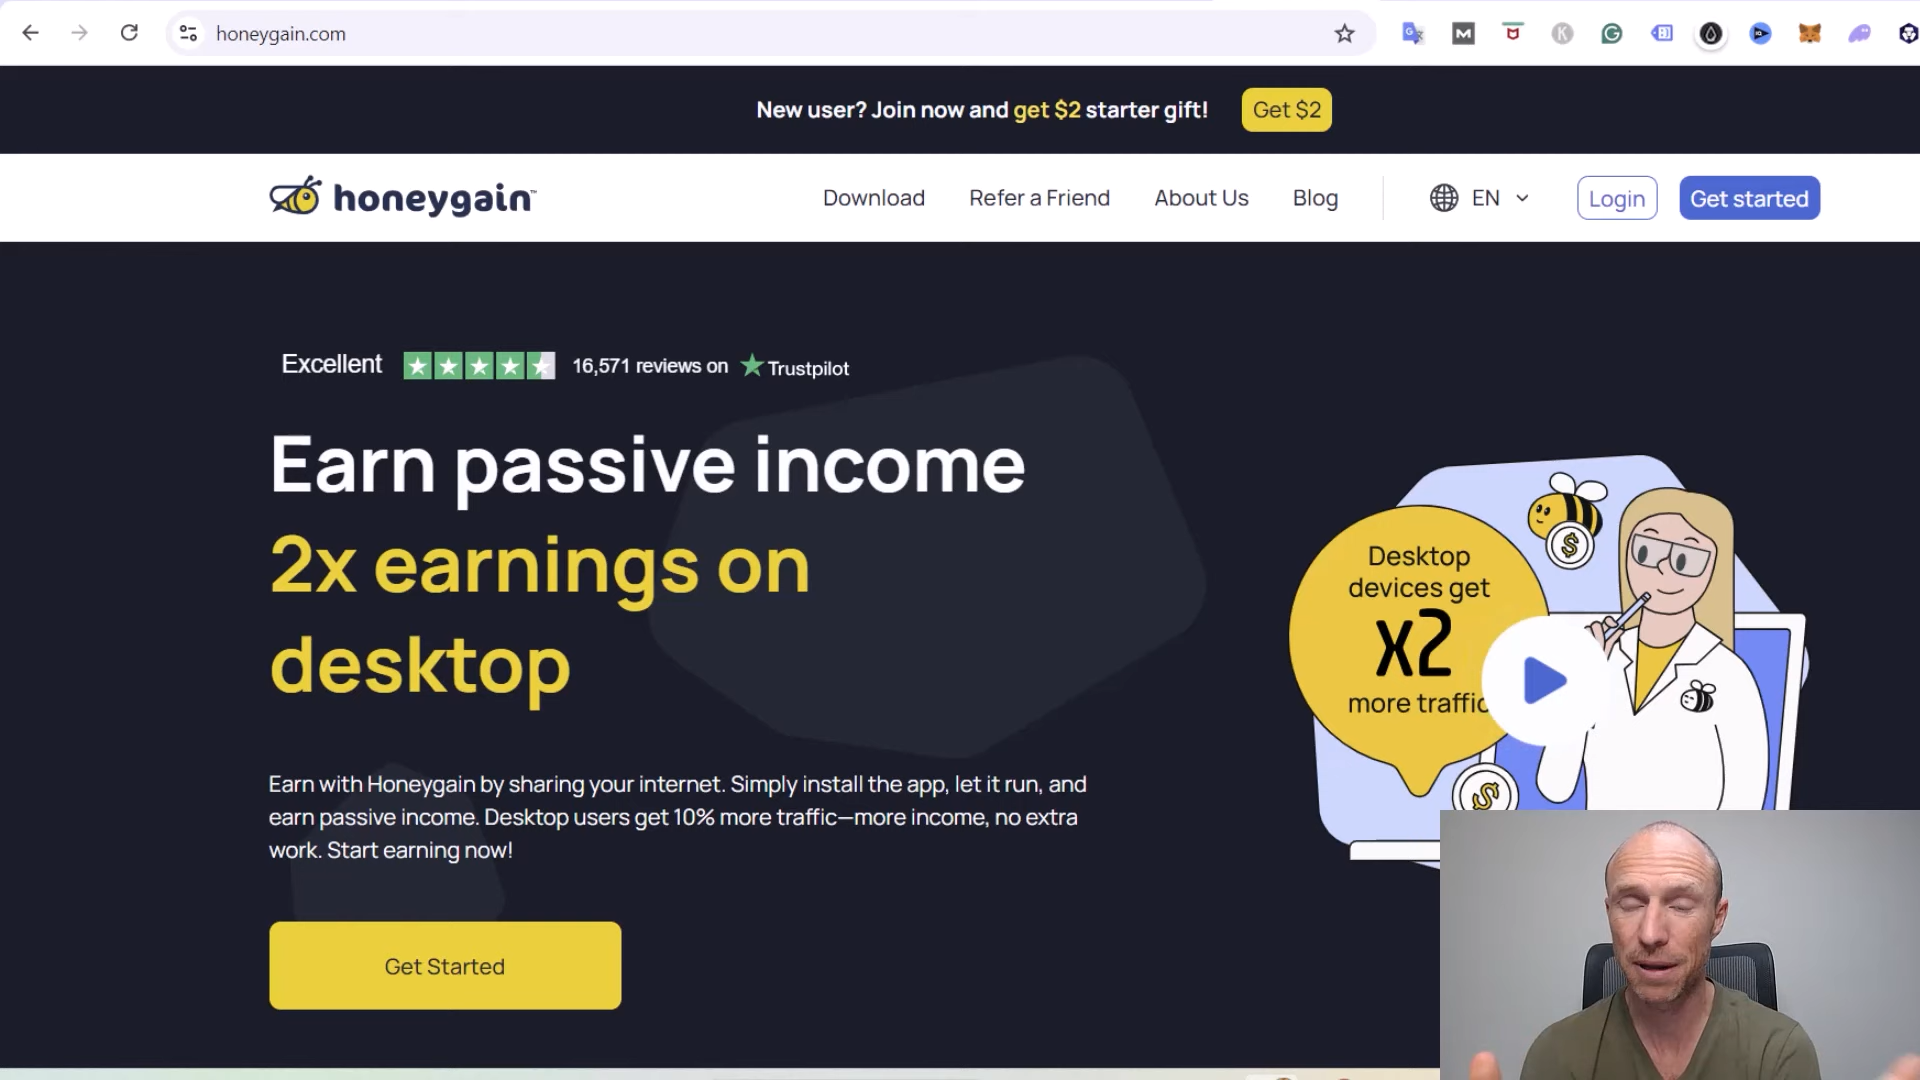 honeygain.com
New user? Join now and get $2 starter gift!
Get $2
honeygain™
Download
Refer a Friend
About Us
Blog
EN
Login
Get started
Excellent
16,571 reviews on
Trustpilot
Earn passive income
2x earnings on
desktop
Desktop
devices get
x2
more traffic
Earn with Honeygain by sharing your internet. Simply install the app, let it run, and
earn passive income. Desktop users get 10% more traffic—more income, no extra
work. Start earning now!
Get Started